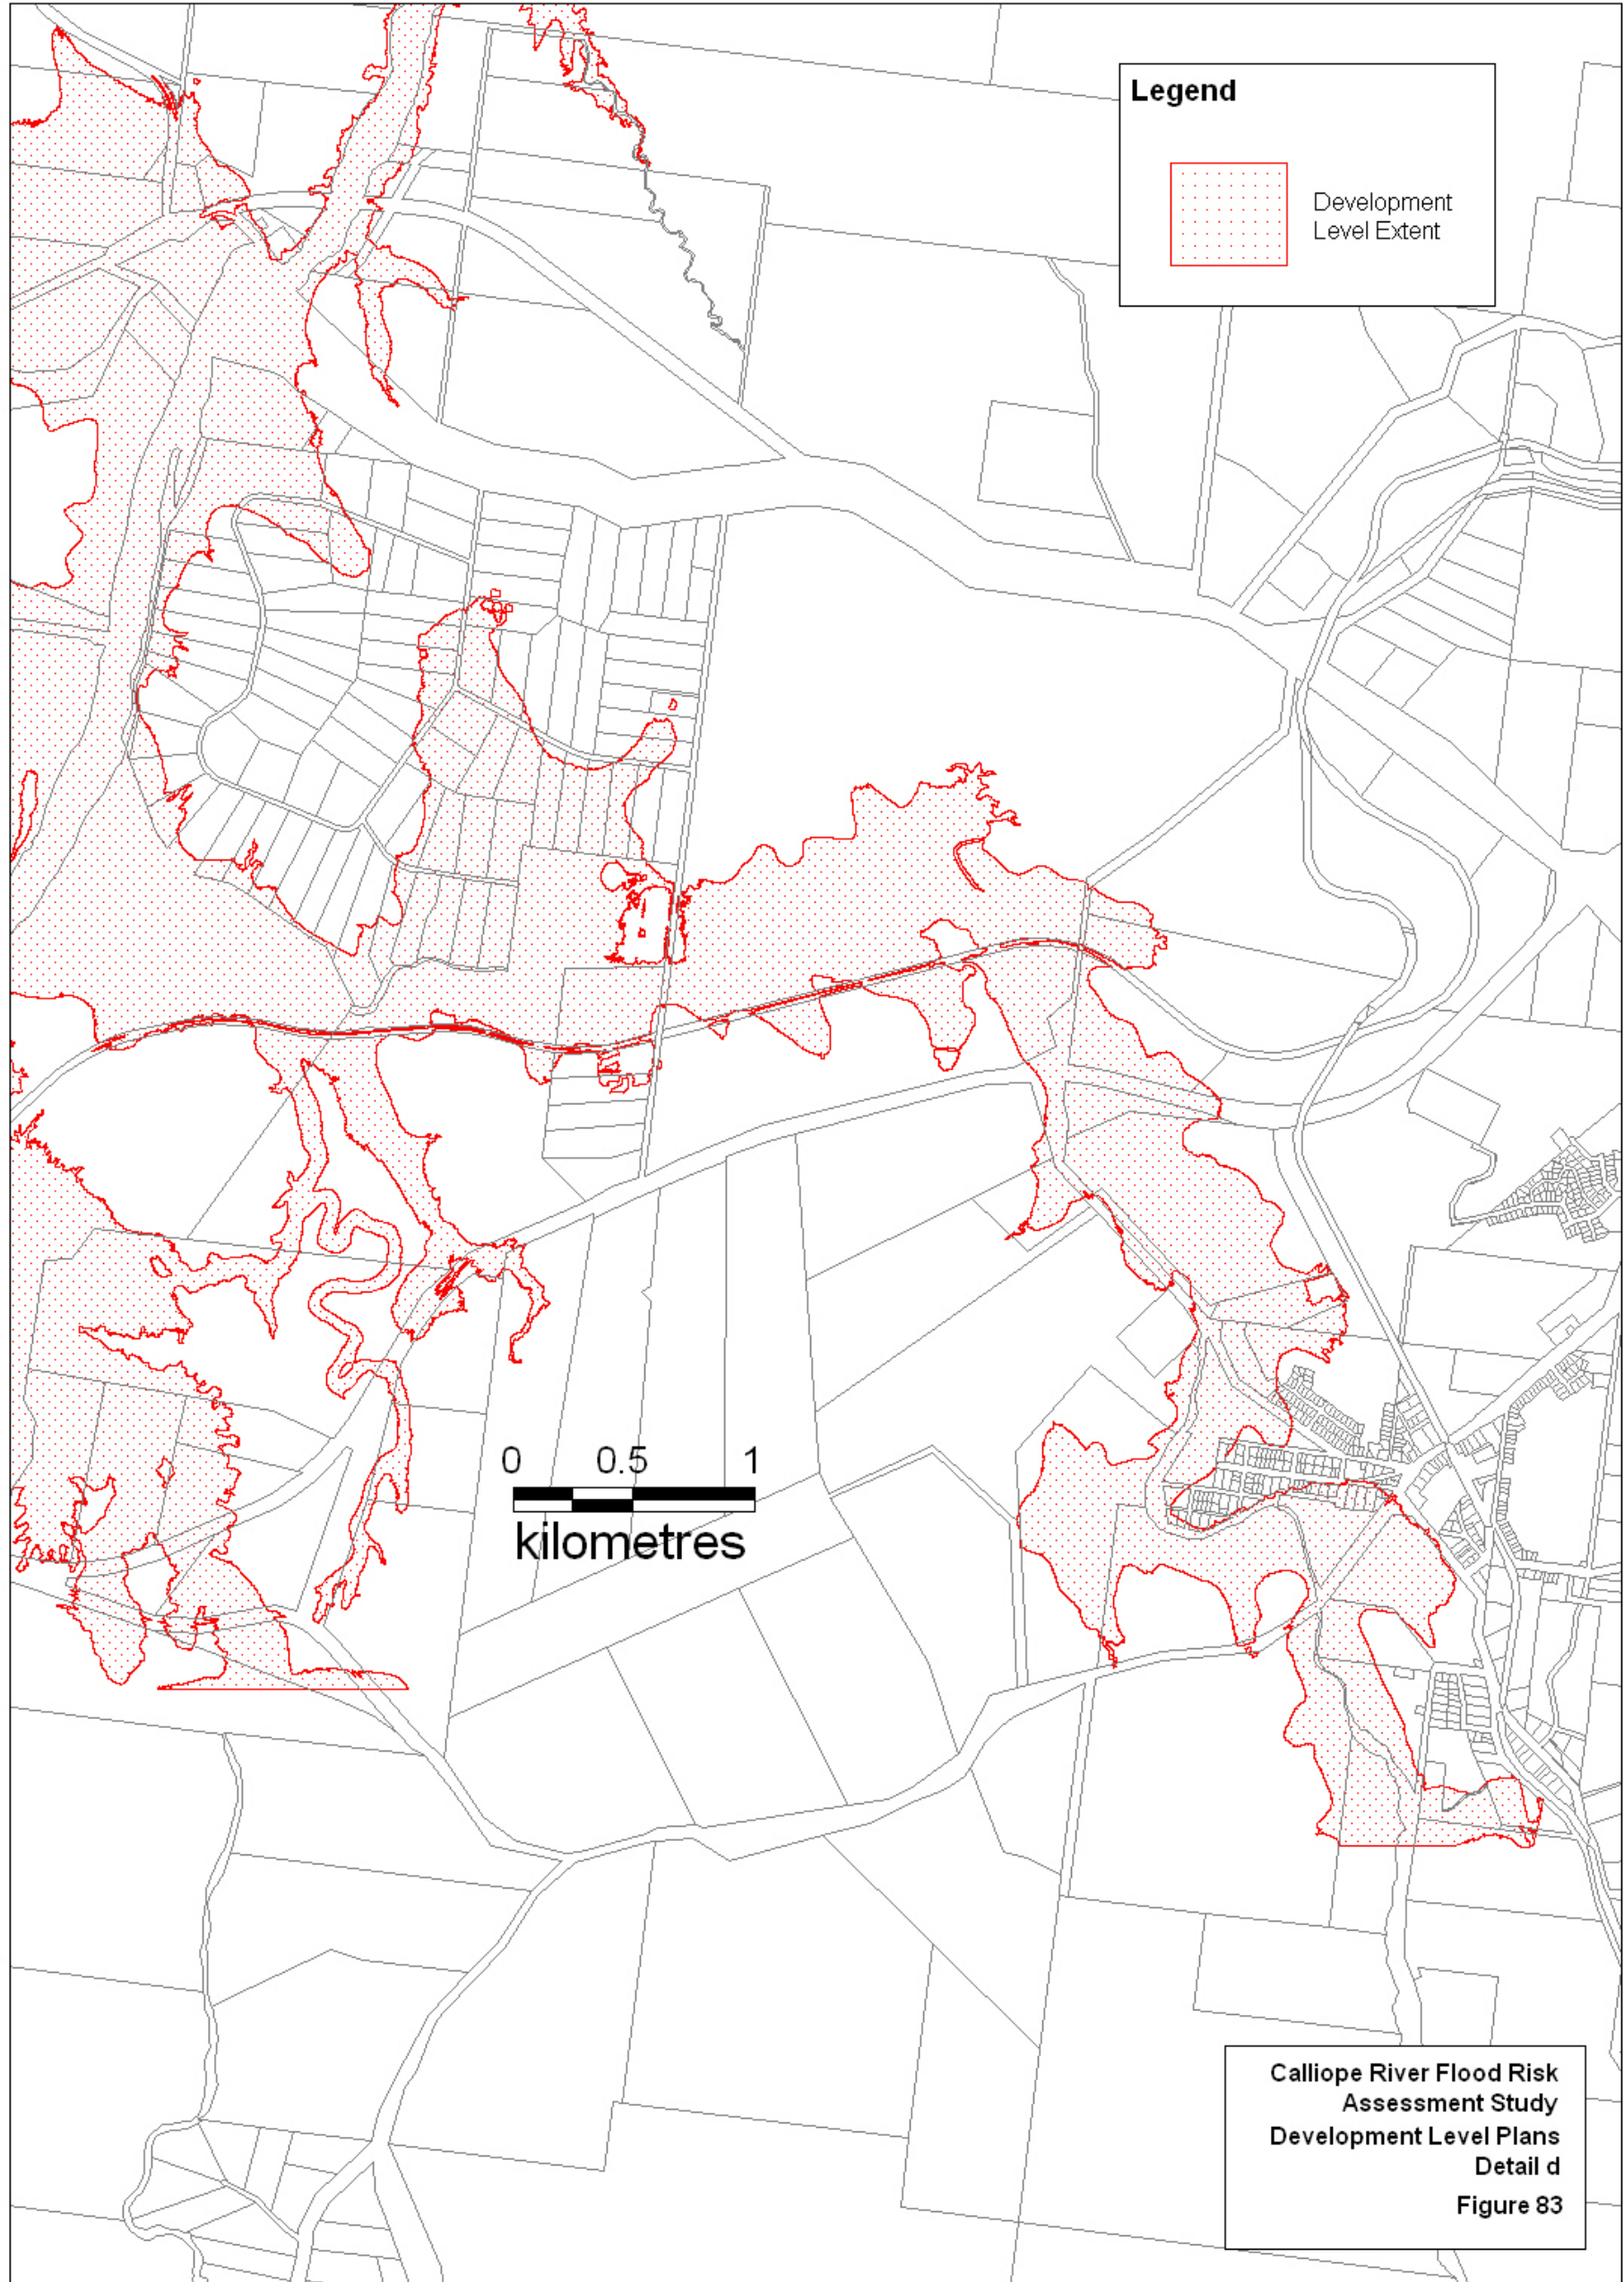 Legend
Development
Level Extent
0 0.5 1
kilometres
Calliope River Flood Risk
Assessment Study
Development Level Plans
Detail d
Figure 83